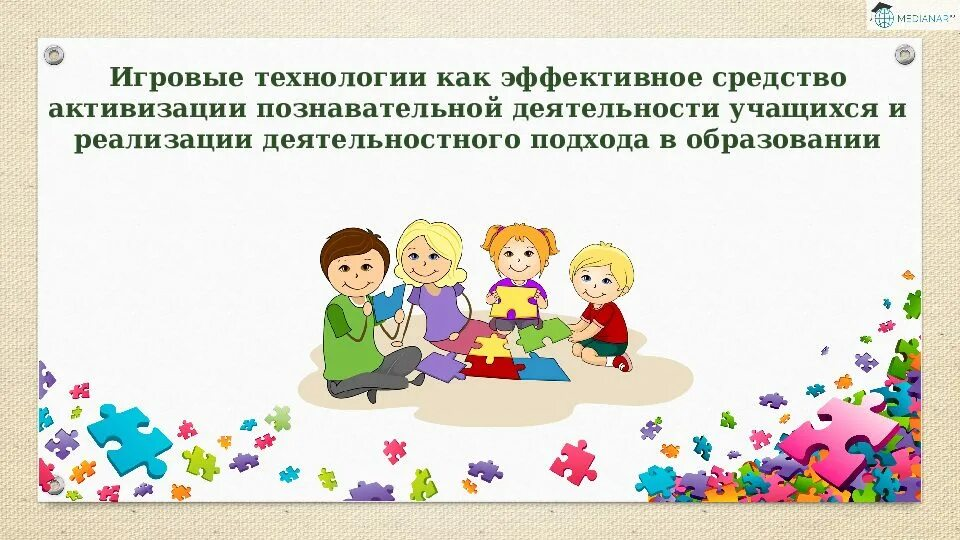 MEDIANAR
Игровые технологии как эффективное средство
активизации познавательной деятельности учащихся и
реализации деятельностного подхода в образовании